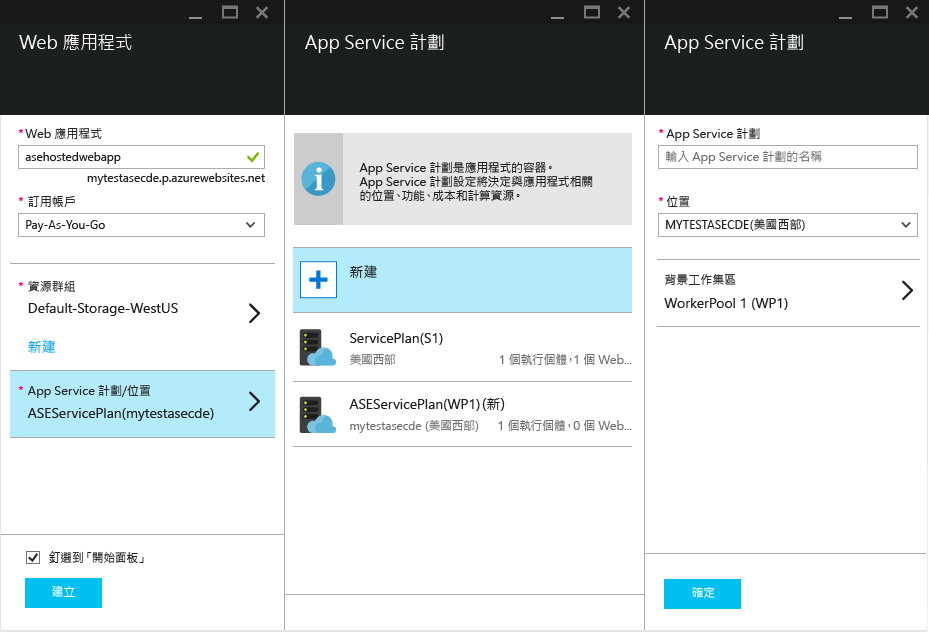 Web 應用程式
* Web 應用程式
asehostedwebapp
mytestasecde.p.azurewebsites.net
* 訂用帳戶
Pay-As-You-Go
* 資源群組
Default-Storage-WestUS
新建
* App Service 計劃/位置
ASEServicePlan(mytestasecde)
釘選到「開始面板」
建立
App Service 計劃
App Service 計劃是應用程式的容器。
App Service 計劃設定將決定與應用程式相關
的位置、功能、成本和計算資源。
新建
ServicePlan(S1)
美國西部 1 個執行個體，1 個 Web...
ASEServicePlan(WP1) (新)
mytestasecde (美國西部) 1 個執行個體，0 個 Web...
App Service 計劃
* App Service 計劃
輸入 App Service 計劃的名稱
* 位置
MYTESTASECDE(美國西部)
背景工作集區
WorkerPool 1 (WP1)
確定